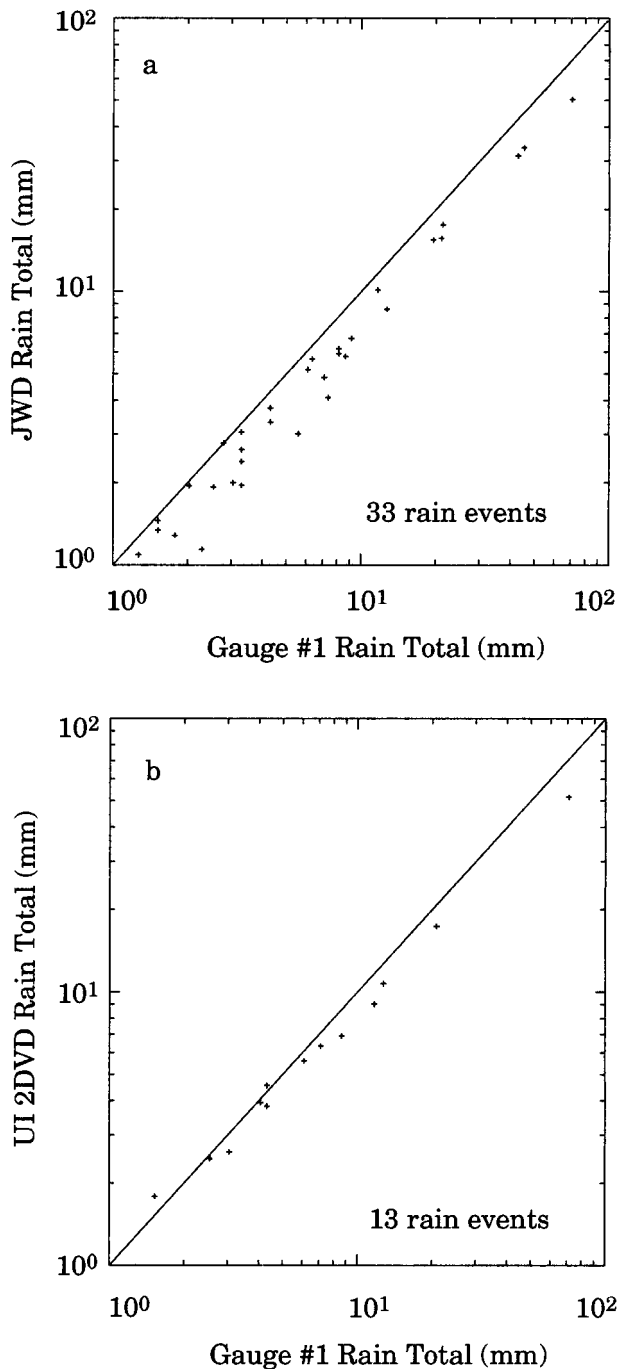 10²
a
JWD Rain Total (mm)
10¹
33 rain events
10⁰
10⁰ 10¹ 10²
Gauge #1 Rain Total (mm)
10²
b
UI 2DVD Rain Total (mm)
10¹
13 rain events
10⁰
10⁰ 10¹ 10²
Gauge #1 Rain Total (mm)